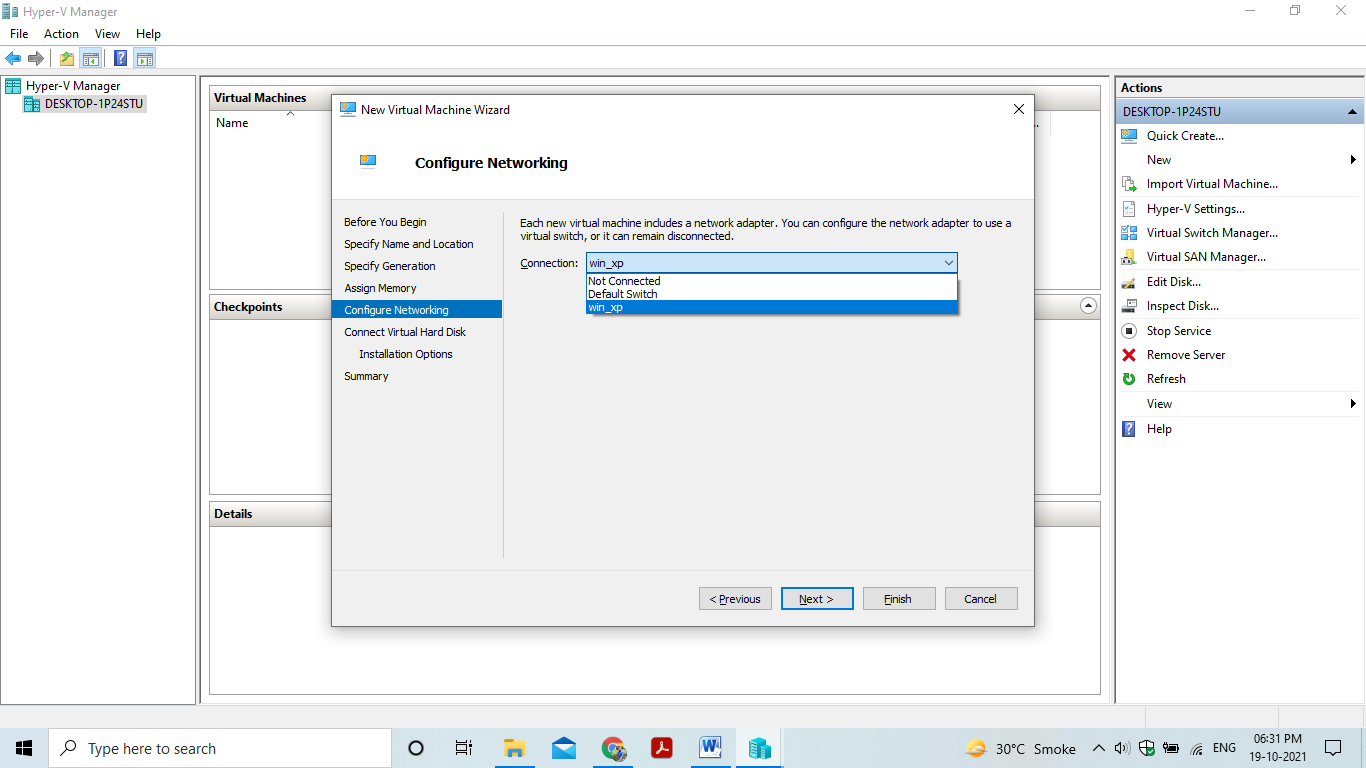 Hyper-V Manager
File Action View Help
Hyper-V Manager
DESKTOP-1P24STU
Virtual Machines
Name
..
New Virtual Machine Wizard
Configure Networking
Before You Begin
Specify Name and Location
Specify Generation
Assign Memory
Configure Networking
Connect Virtual Hard Disk
Installation Options
Summary
Each new virtual machine includes a network adapter. You can configure the network adapter to use a
virtual switch, or it can remain disconnected.
Connection: win_xp
Not Connected
Default Switch
win_xp
< Previous Next > Finish Cancel
Checkpoints
Details
Actions
DESKTOP-1P24STU
Quick Create...
New
Import Virtual Machine...
Hyper-V Settings...
Virtual Switch Manager...
Virtual SAN Manager...
Edit Disk...
Inspect Disk...
Stop Service
Remove Server
Refresh
View
Help
Type here to search
30°C Smoke
ENG
06:31 PM
19-10-2021